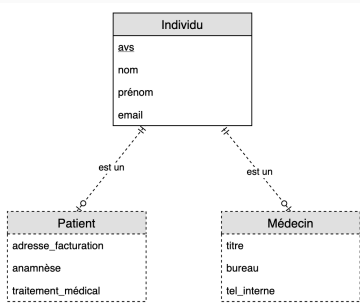 Individu
avs
nom
prénom
email
est un
est un
Patient
adresse_facturation
anamnèse
traitement_médical
Médecin
titre
bureau
tel_interne